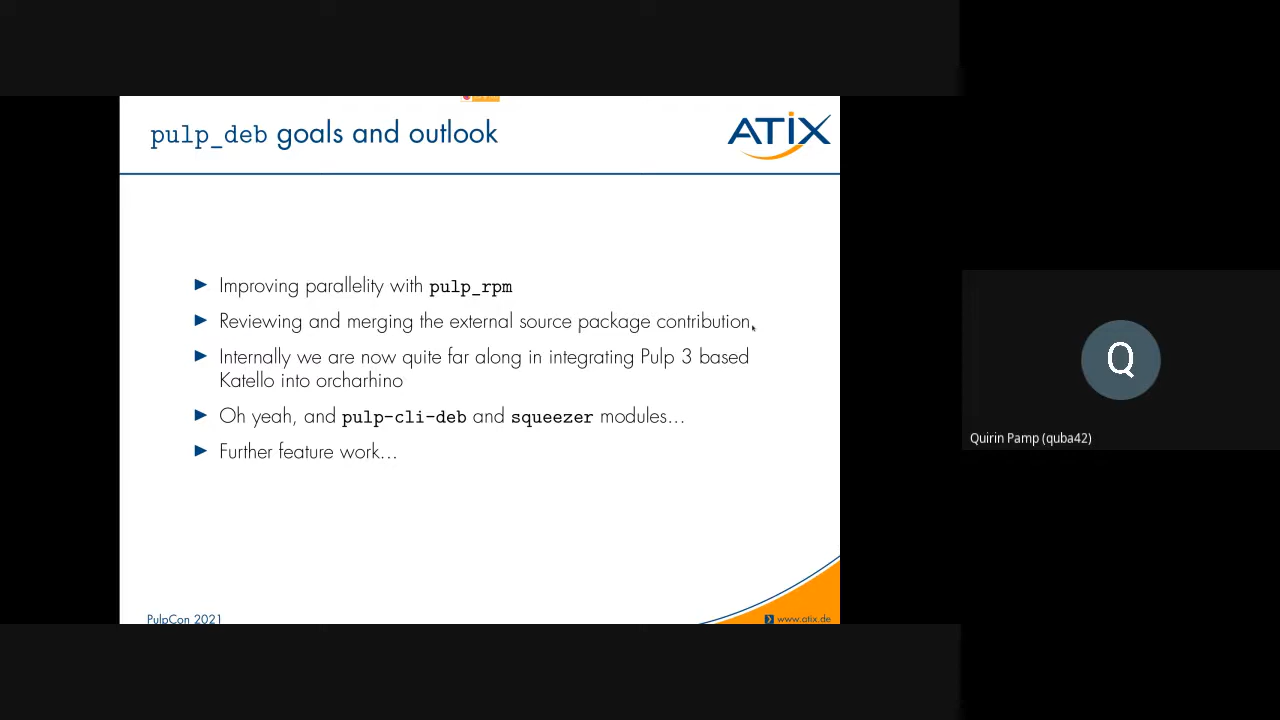 pulp_deb goals and outlook
ATIX
Improving parallelity with pulp_rpm
Reviewing and merging the external source package contribution.
Internally we are now quite far along in integrating Pulp 3 based
Katello into orcharhino
Oh yeah, and pulp-cli-deb and squeezer modules...
Further feature work...
Q
Quirin Pamp (quba42)
PulpCon 2021
www.atix.de